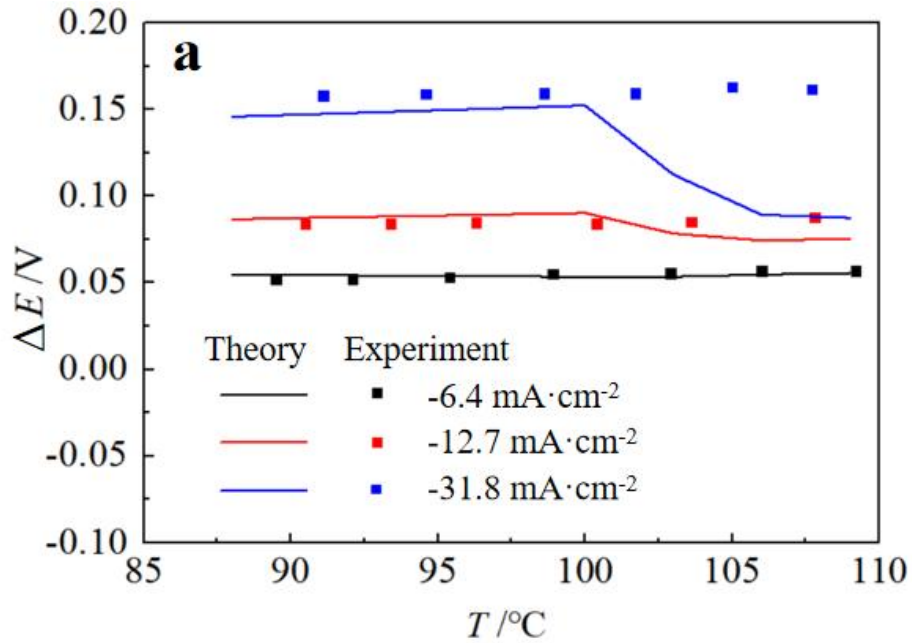 a
0.20
0.15
0.10
0.05
0.00
-0.05
-0.10
ΔE /V
Theory Experiment
-6.4 mA·cm-2
-12.7 mA·cm-2
-31.8 mA·cm-2
85 90 95 100 105 110
T /°C